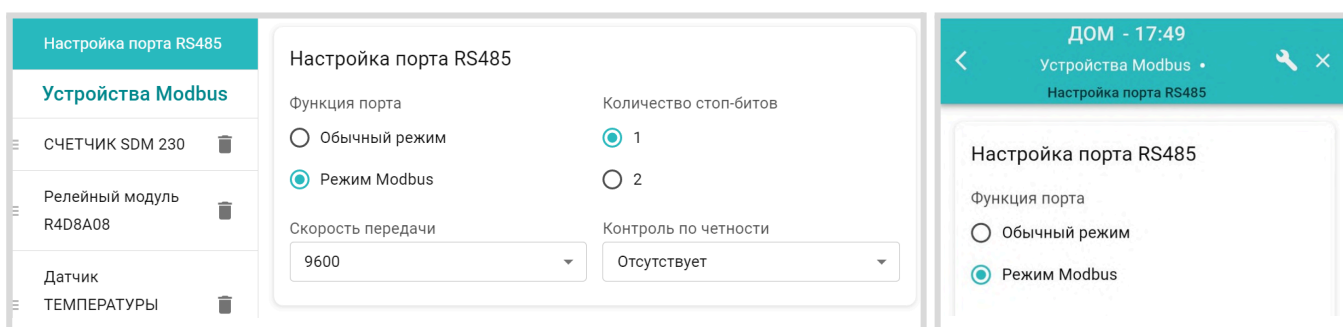 Настройка порта RS485
Устройства Modbus
СЧЕТЧИК SDM 230
Релейный модуль
R4D8A08
Датчик
ТЕМПЕРАТУРЫ
Настройка порта RS485
Функция порта
Обычный режим
Режим Modbus
Количество стоп-битов
1
2
Скорость передачи
9600
Контроль по четности
Отсутствует
ДОМ - 17:49
Устройства Modbus •
Настройка порта RS485
Настройка порта RS485
Функция порта
Обычный режим
Режим Modbus